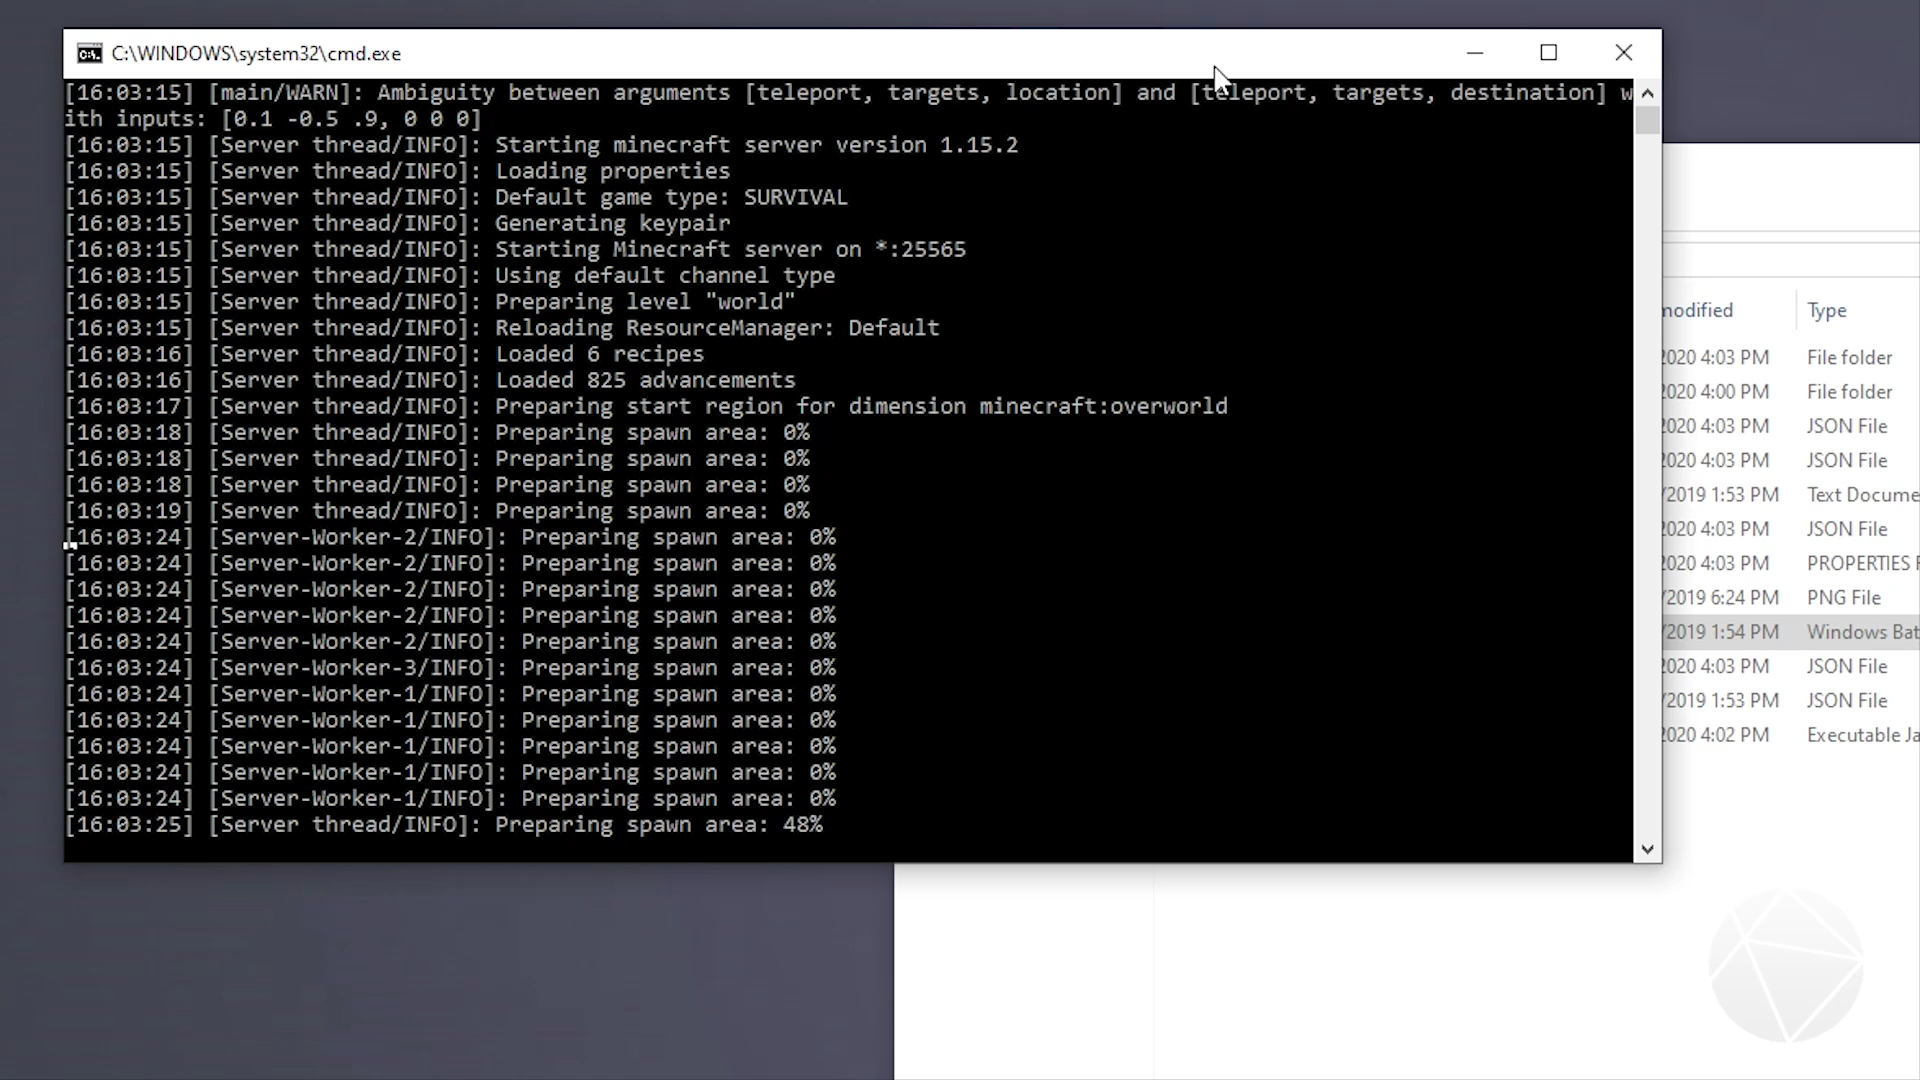 C:\WINDOWS\system32\cmd.exe
[16:03:15] [main/WARN]: Ambiguity between arguments [teleport, targets, location] and [teleport, targets, destination] w
ith inputs: [0.1 -0.5 .9, 0 0 0]
[16:03:15] [Server thread/INFO]: Starting minecraft server version 1.15.2
[16:03:15] [Server thread/INFO]: Loading properties
[16:03:15] [Server thread/INFO]: Default game type: SURVIVAL
[16:03:15] [Server thread/INFO]: Generating keypair
[16:03:15] [Server thread/INFO]: Starting Minecraft server on *:25565
[16:03:15] [Server thread/INFO]: Using default channel type
[16:03:15] [Server thread/INFO]: Preparing level "world"
[16:03:15] [Server thread/INFO]: Reloading ResourceManager: Default
[16:03:16] [Server thread/INFO]: Loaded 6 recipes
[16:03:16] [Server thread/INFO]: Loaded 825 advancements
[16:03:17] [Server thread/INFO]: Preparing start region for dimension minecraft:overworld
[16:03:18] [Server thread/INFO]: Preparing spawn area: 0%
[16:03:18] [Server thread/INFO]: Preparing spawn area: 0%
[16:03:18] [Server thread/INFO]: Preparing spawn area: 0%
[16:03:19] [Server thread/INFO]: Preparing spawn area: 0%
[16:03:24] [Server-Worker-2/INFO]: Preparing spawn area: 0%
[16:03:24] [Server-Worker-2/INFO]: Preparing spawn area: 0%
[16:03:24] [Server-Worker-2/INFO]: Preparing spawn area: 0%
[16:03:24] [Server-Worker-2/INFO]: Preparing spawn area: 0%
[16:03:24] [Server-Worker-2/INFO]: Preparing spawn area: 0%
[16:03:24] [Server-Worker-3/INFO]: Preparing spawn area: 0%
[16:03:24] [Server-Worker-1/INFO]: Preparing spawn area: 0%
[16:03:24] [Server-Worker-1/INFO]: Preparing spawn area: 0%
[16:03:24] [Server-Worker-1/INFO]: Preparing spawn area: 0%
[16:03:24] [Server-Worker-1/INFO]: Preparing spawn area: 0%
[16:03:24] [Server-Worker-1/INFO]: Preparing spawn area: 0%
[16:03:25] [Server thread/INFO]: Preparing spawn area: 48%
modified Type
2020 4:03 PM File folder
2020 4:00 PM File folder
2020 4:03 PM JSON File
2020 4:03 PM JSON File
/2019 1:53 PM Text Docume
2020 4:03 PM JSON File
2020 4:03 PM PROPERTIES F
/2019 6:24 PM PNG File
/2019 1:54 PM Windows Bat
2020 4:03 PM JSON File
/2019 1:53 PM JSON File
2020 4:02 PM Executable Ja